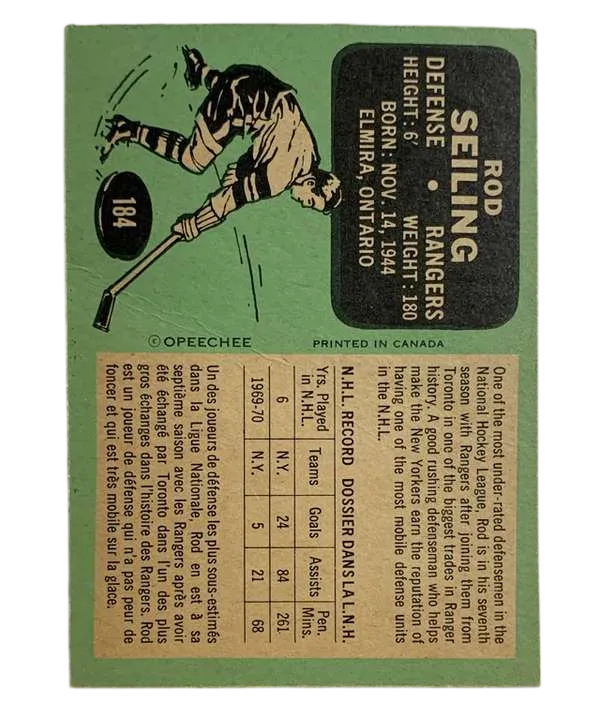 ROD
SEILING
DEFENSE • RANGERS
HEIGHT: 6' WEIGHT: 180
BORN: NOV. 14, 1944
ELMIRA, ONTARIO
184
© OPEECHEE
PRINTED IN CANADA
One of the most under-rated defensemen in the
National Hockey League, Rod is in his seventh
season with Rangers after joining them from
Toronto in one of the biggest trades in Ranger
history. A good rushing defenseman who helps
make the New Yorkers earn the reputation of
having one of the most mobile defense units
in the N.H.L.
N.H.L. RECORD DOSSIER DANS LA L.N.H.
Yrs. Played in N.H.L. Teams Goals Assists Pen. Mins.
6 N.Y. 24 84 261
1969-70 N.Y. 5 21 68
Un des joueurs de défense les plus sous-estimés
dans la Ligue Nationale, Rod en est à sa
septième saison avec les Rangers après avoir
été échangé par Toronto dans l'un des plus
gros échanges dans l'histoire des Rangers. Rod
est un joueur de défense qui n'a pas peur de
foncer et qui est très mobile sur la glace.